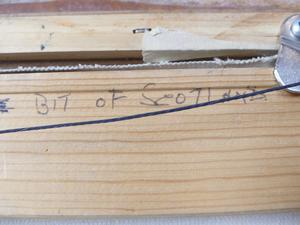 BIT OF SCOTLAND